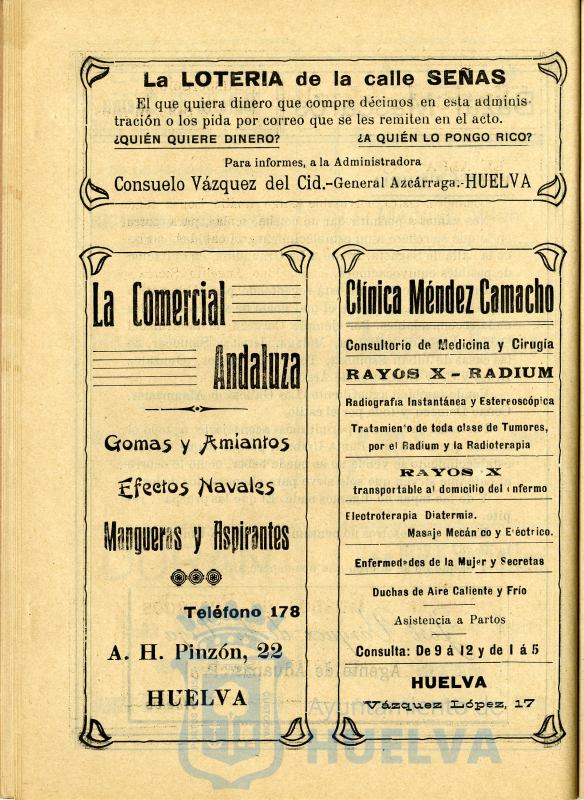 La LOTERIA de la calle SEÑAS
El que quiera dinero que compre décimos en esta adminis-
tración o los pida por correo que se les remiten en el acto.
¿QUIÉN QUIERE DINERO? ¿A QUIÉN LO PONGO RICO?
Para informes, a la Administradora
Consuelo Vázquez del Cid.-General Azcárraga.-HUELVA
La Comercial
Andaluza
Gomas y Amiantos
Efectos Navales
Mangueras y Aspirantes
Teléfono 178
A. H. Pinzón, 22
HUELVA
Clínica Méndez Camacho
Consultorio de Medicina y Cirugía
RAYOS X - RADIUM
Radiografía Instantánea y Estereoscópica
Tratamiento de toda clase de Tumores,
por el Radium y la Radioterapia
RAYOS X
transportable al domicilio del enfermo
Electroterapia Diatermia.
Masaje Mecánico y Eléctrico.
Enfermedades de la Mujer y Secretas
Duchas de Aire Caliente y Frío
Asistencia a Partos
Consulta: De 9 á 12 y de 1 á 5
HUELVA
Vázquez López, 17
Ayuntamiento de
HUELVA